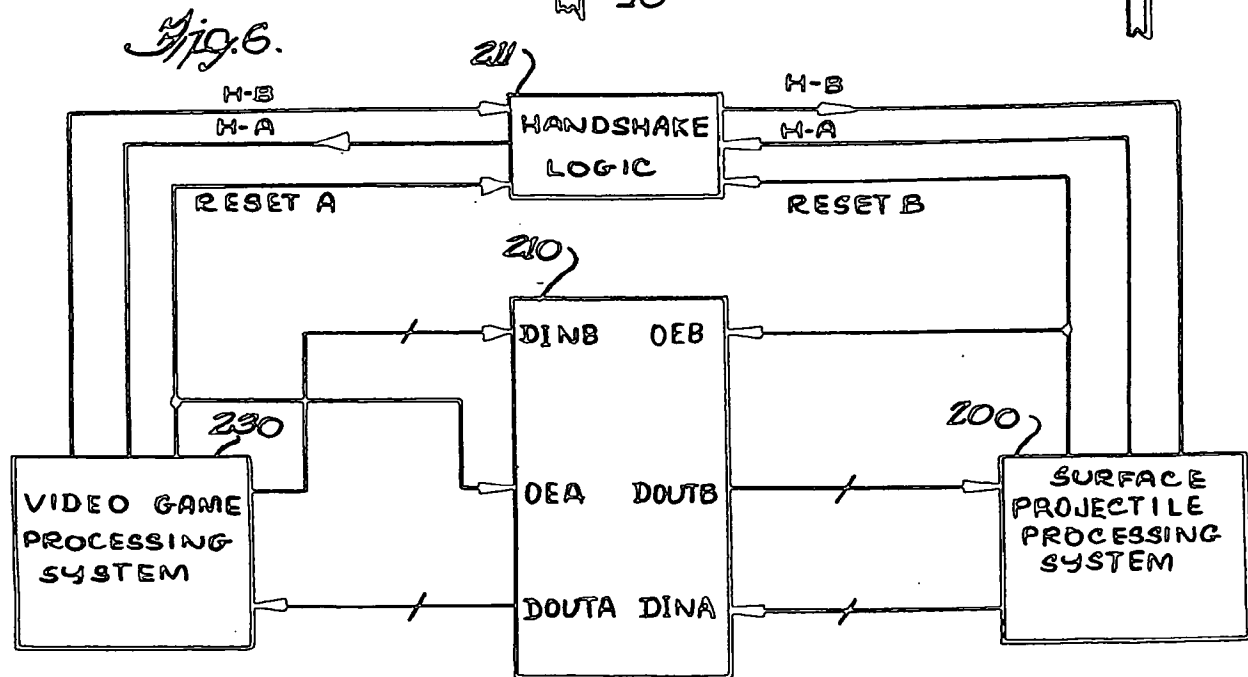 Fig.6.
211
H-B
H-A
RESET A
HANDSHAKE
LOGIC
H-B
H-A
RESET B
210
DINB OEB
OEA DOUTB
DOUTA DINA
230
VIDEO GAME
PROCESSING
SYSTEM
200
SURFACE
PROJECTILE
PROCESSING
SYSTEM